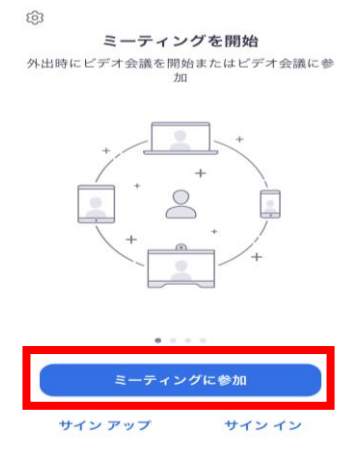 ミーティングを開始
外出時にビデオ会議を開始またはビデオ会議に参
加
ミーティングに参加
サイン アップ サイン イン